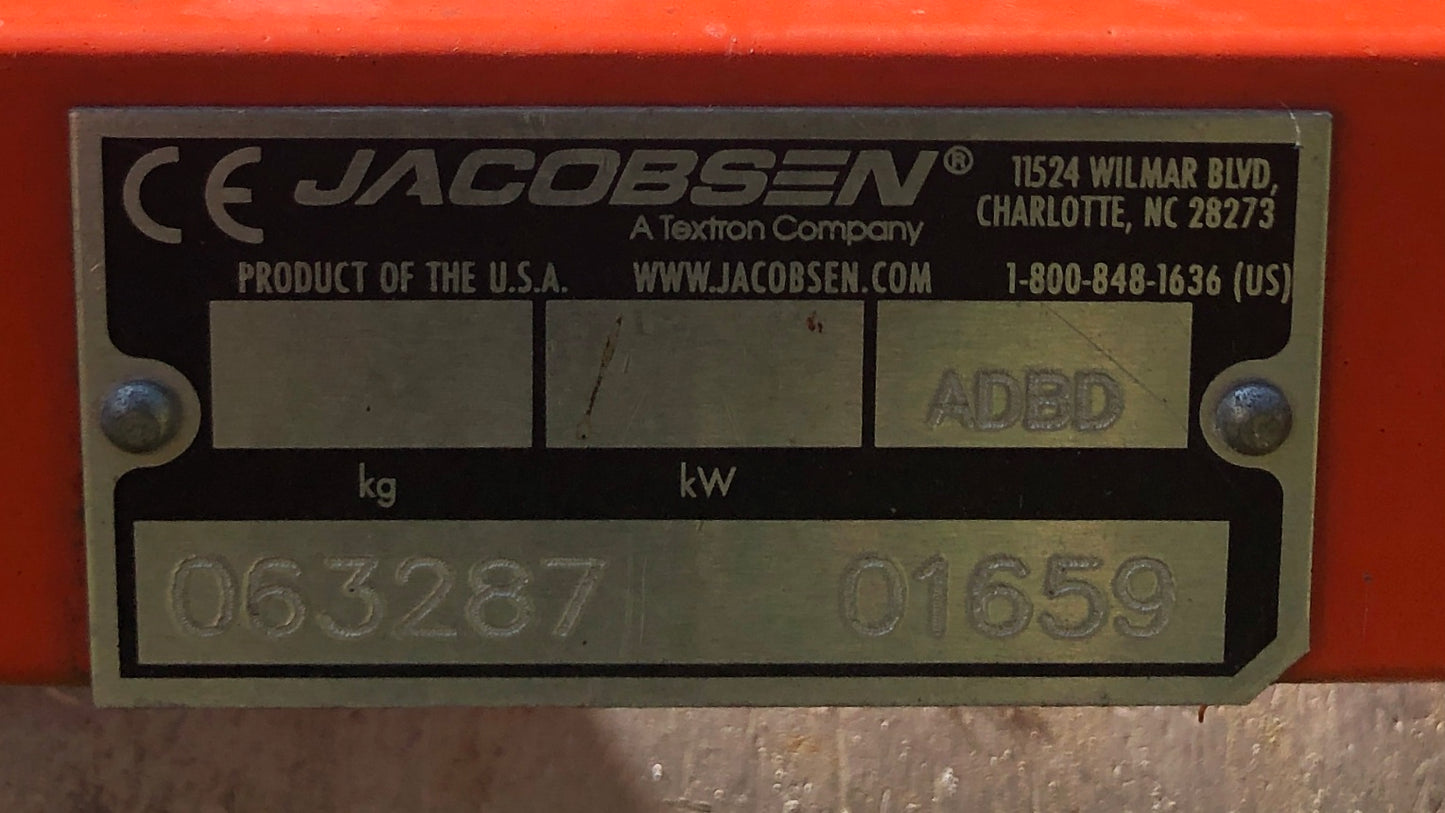 CE JACOBSEN® 11524 WILMAR BLVD,
A Textron Company CHARLOTTE, NC 28273
PRODUCT OF THE U.S.A. WWW.JACOBSEN.COM 1-800-848-1636 (US)
ADBD
kg kW
063287 01659